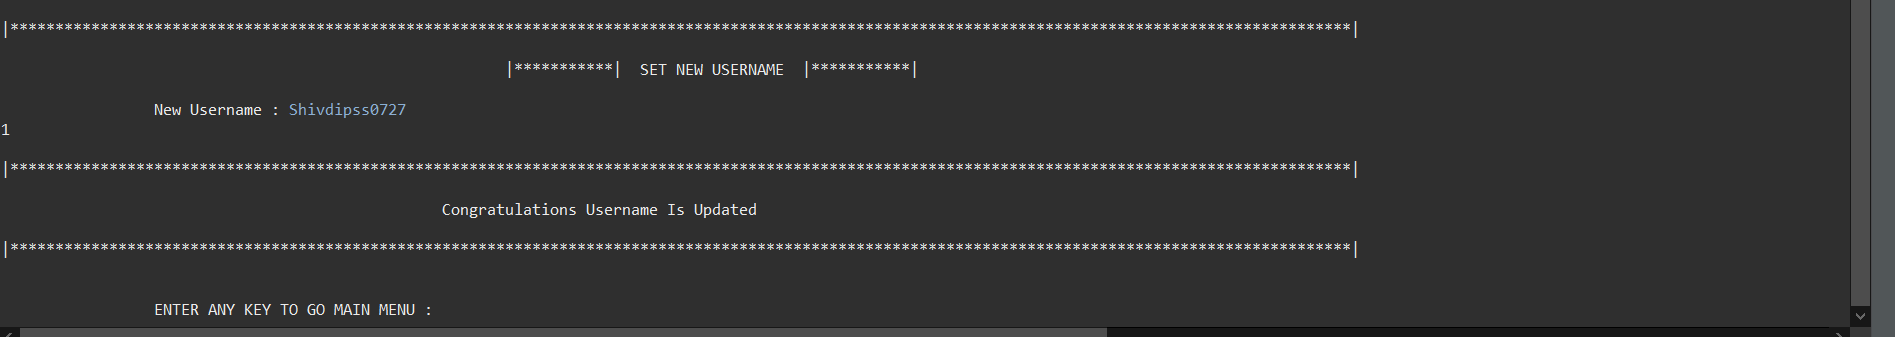 |*****************************************************************************************************************************************************|
|***********|  SET NEW USERNAME  |***********|
New Username : Shivdipss0727
1
|*****************************************************************************************************************************************************|
Congratulations Username Is Updated
|*****************************************************************************************************************************************************|
ENTER ANY KEY TO GO MAIN MENU :